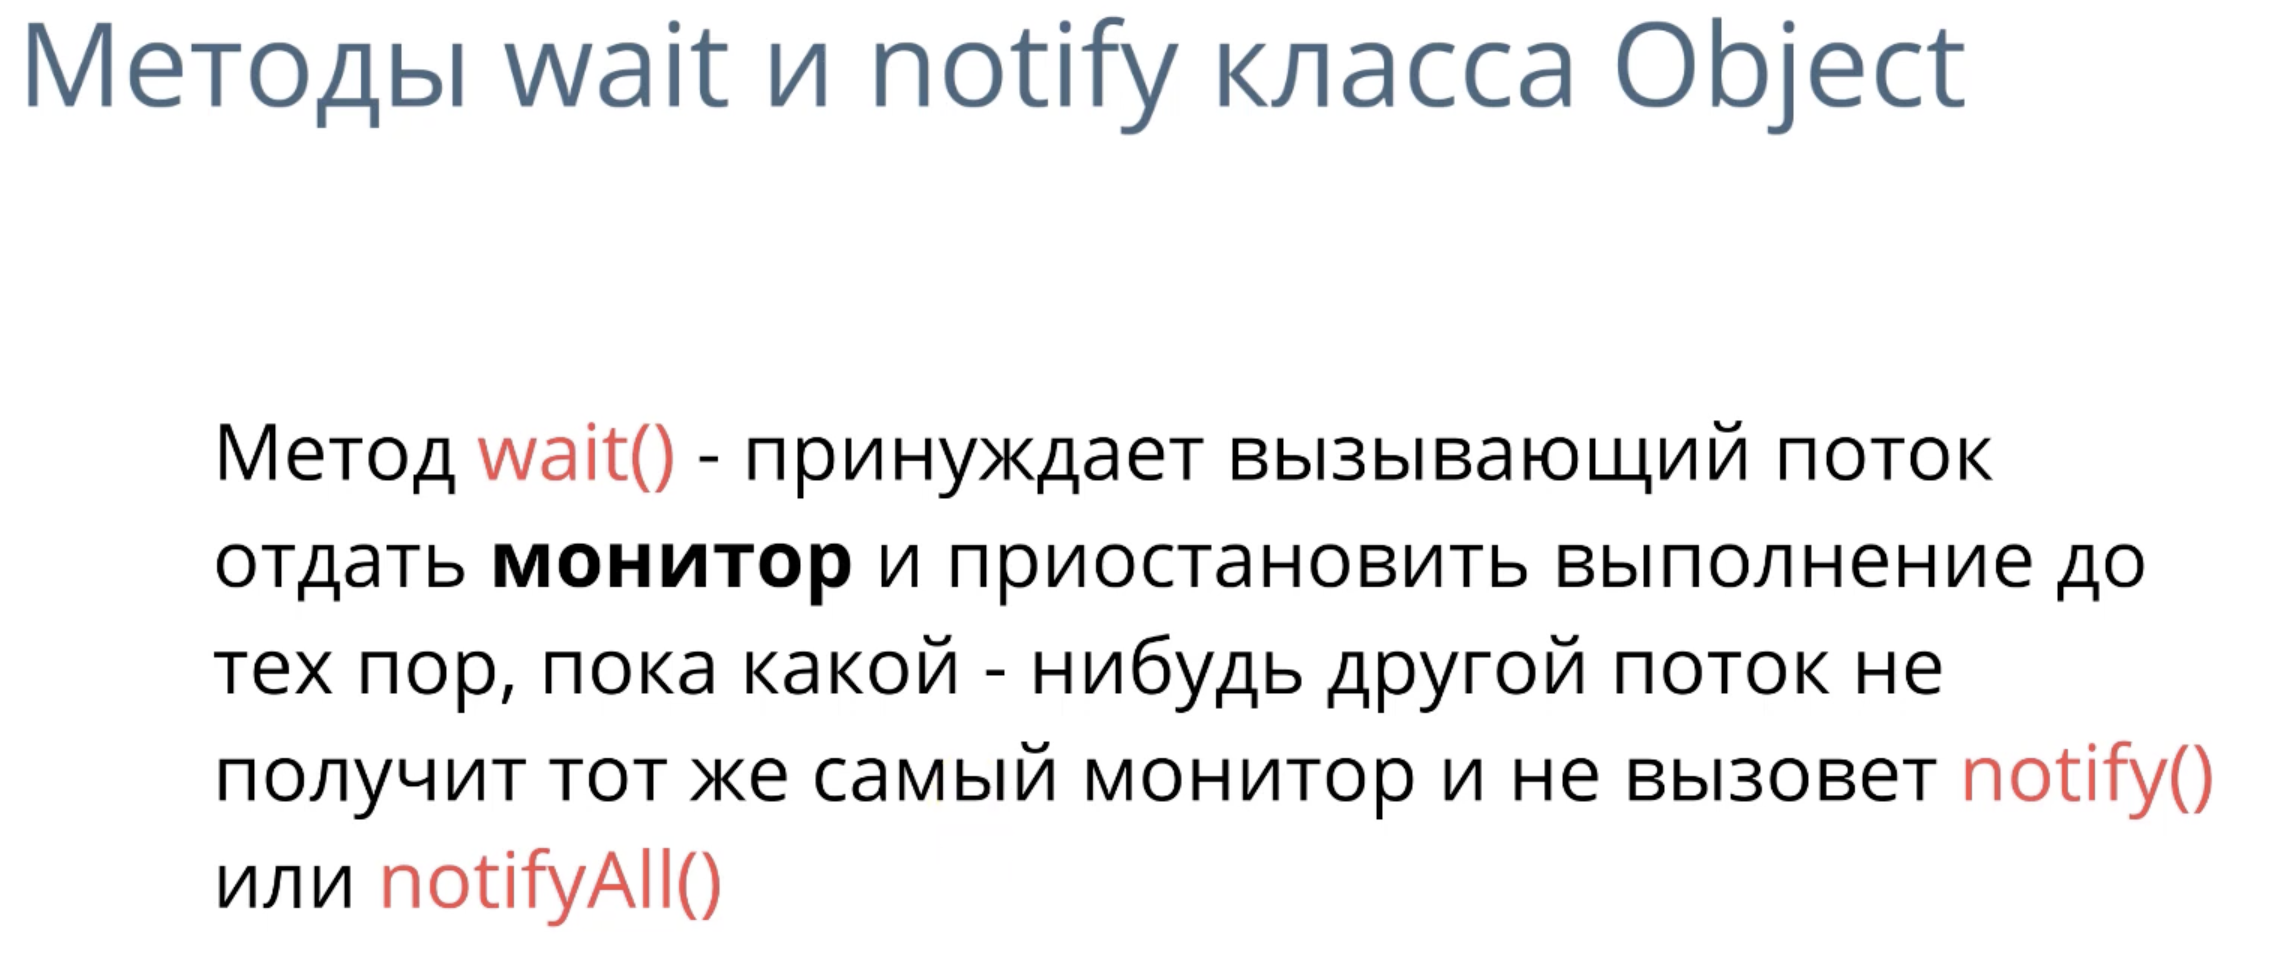 Методы wait и notify класса Object
Метод wait() - принуждает вызывающий поток
отдать монитор и приостановить выполнение до
тех пор, пока какой - нибудь другой поток не
получит тот же самый монитор и не вызовет notify()
или notifyAll()